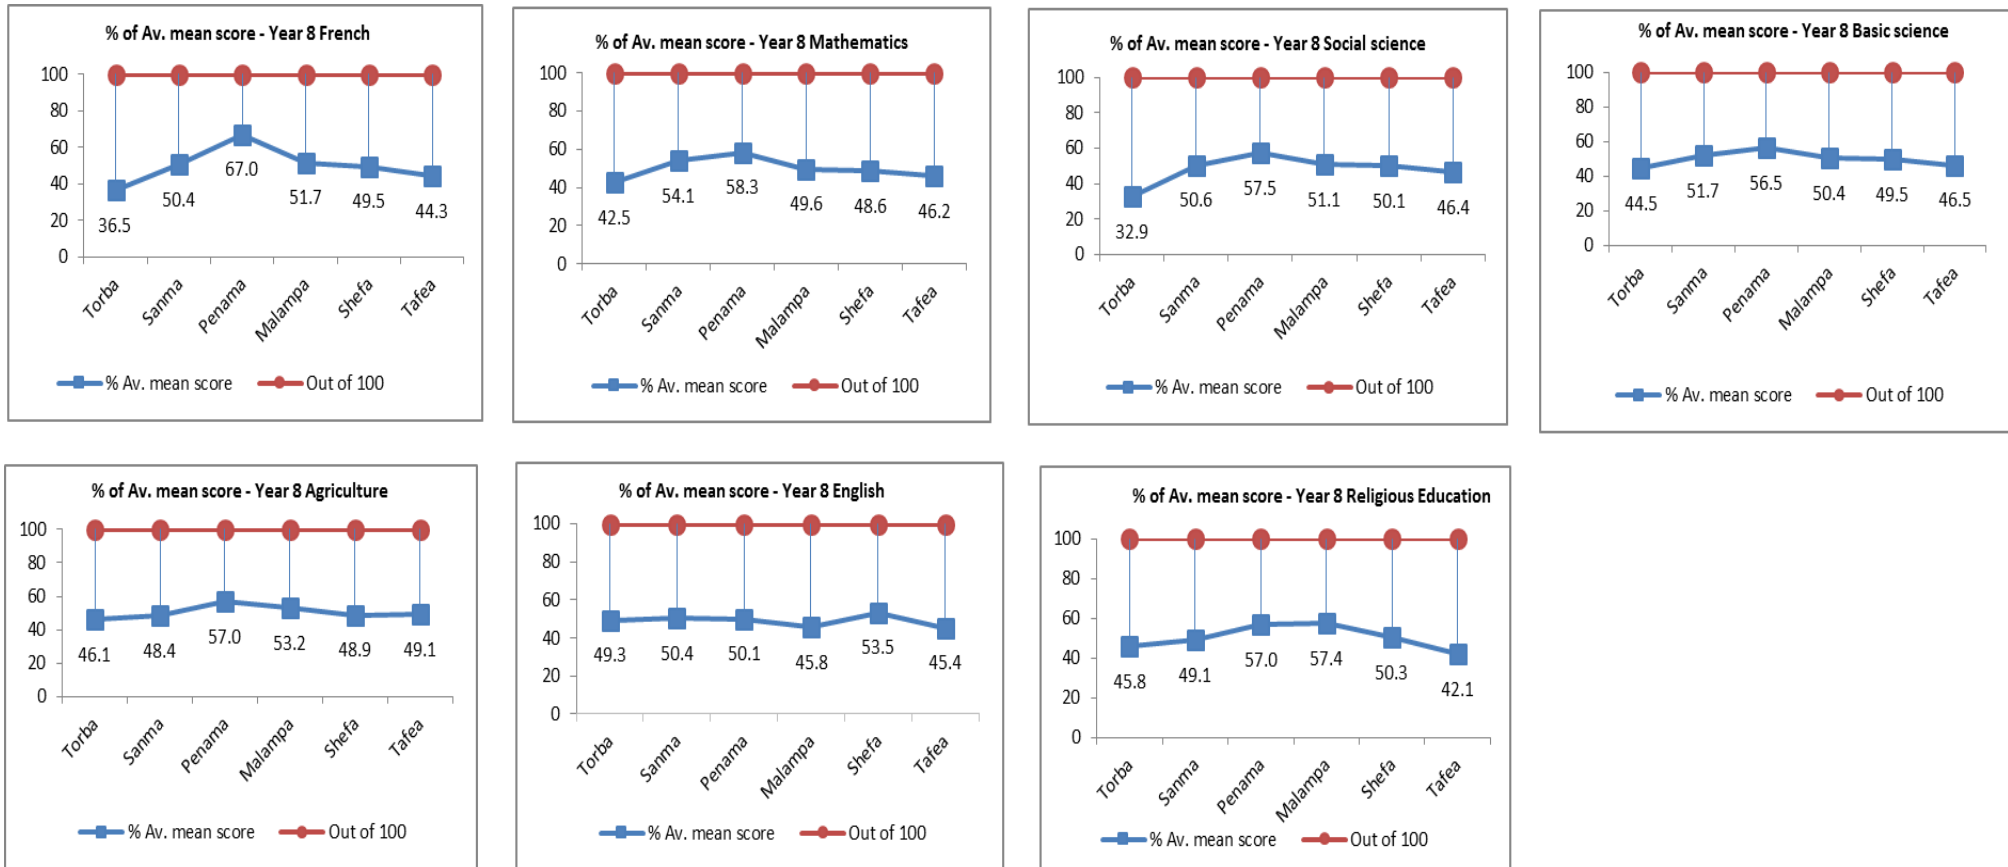 % of Av. mean score - Year 8 French
100
80
60
40
20
0
36.5
50.4
67.0
51.7
49.5
44.3
Torba
Sanma
Penama
Malampa
Shefa
Tafea
% Av. mean score
Out of 100
% of Av. mean score - Year 8 Mathematics
100
80
60
40
20
0
42.5
54.1
58.3
49.6
48.6
46.2
Torba
Sanma
Penama
Malampa
Shefa
Tafea
% Av. mean score
Out of 100
% of Av. mean score - Year 8 Social science
100
80
60
40
20
0
32.9
50.6
57.5
51.1
50.1
46.4
Torba
Sanma
Penama
Malampa
Shefa
Tafea
% Av. mean score
Out of 100
% of Av. mean score - Year 8 Basic science
100
80
60
40
20
0
44.5
51.7
56.5
50.4
49.5
46.5
Torba
Sanma
Penama
Malampa
Shefa
Tafea
% Av. mean score
Out of 100
% of Av. mean score - Year 8 Agriculture
100
80
60
40
20
0
46.1
48.4
57.0
53.2
48.9
49.1
Torba
Sanma
Penama
Malampa
Shefa
Tafea
% Av. mean score
Out of 100
% of Av. mean score - Year 8 English
100
80
60
40
20
0
49.3
50.4
50.1
45.8
53.5
45.4
Torba
Sanma
Penama
Malampa
Shefa
Tafea
% Av. mean score
Out of 100
% of Av. mean score - Year 8 Religious Education
100
80
60
40
20
0
45.8
49.1
57.0
57.4
50.3
42.1
Torba
Sanma
Penama
Malampa
Shefa
Tafea
% Av. mean score
Out of 100